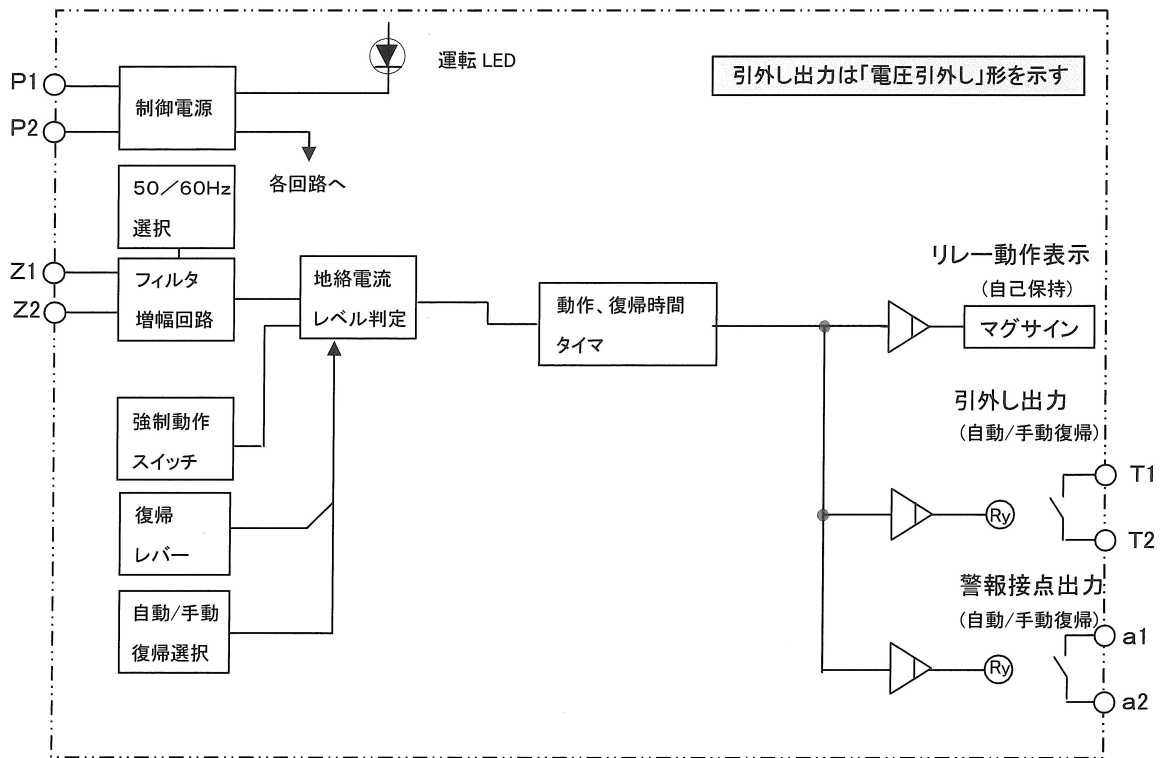 P1
P2
制御電源
運転 LED
引外し出力は「電圧引外し」形を示す
各回路へ
50／60Hz
選択
Z1
Z2
フィルタ
増幅回路
地絡電流
レベル判定
動作、復帰時間
タイマ
リレー動作表示
(自己保持)
マグサイン
強制動作
スイッチ
復帰
レバー
自動/手動
復帰選択
引外し出力
(自動/手動復帰)
Ry
T1
T2
警報接点出力
(自動/手動復帰)
Ry
a1
a2